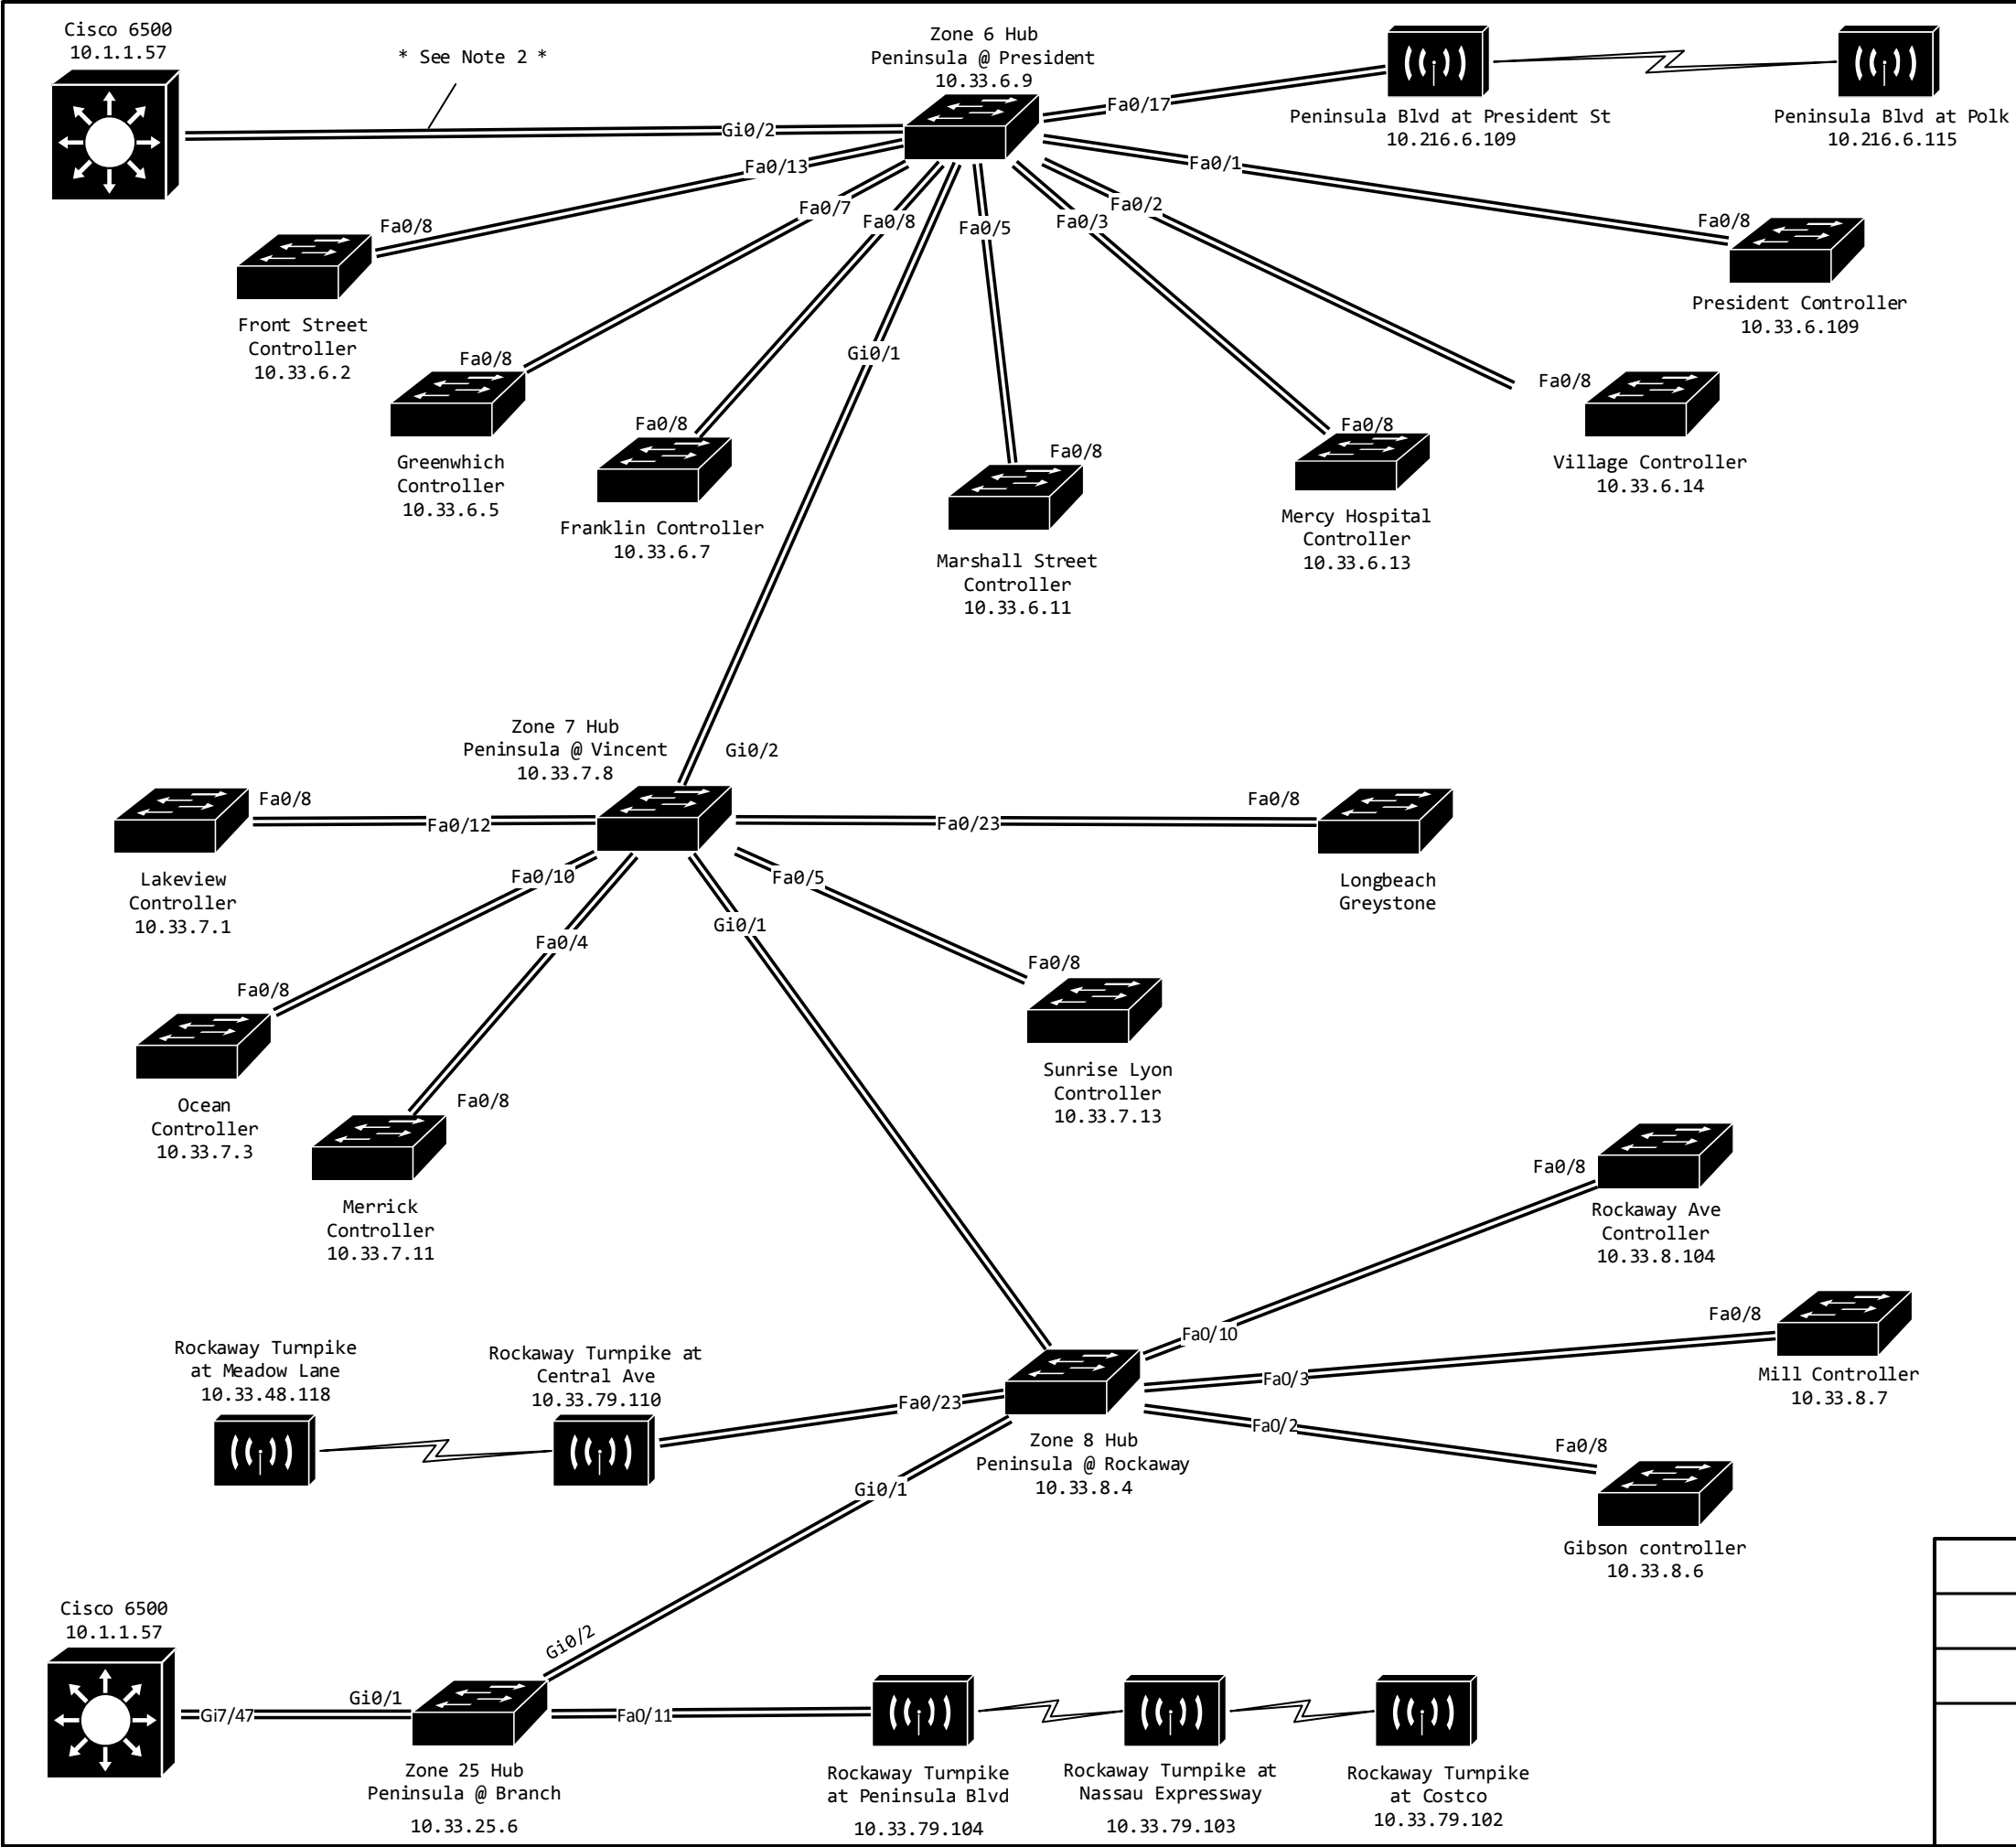 Cisco 6500
10.1.1.57
* See Note 2 *
Zone 6 Hub
Peninsula @ President
10.33.6.9
Gi0/2
Fa0/17
Peninsula Blvd at President St
10.216.6.109
Peninsula Blvd at Polk
10.216.6.115
Fa0/13
Fa0/7
Fa0/8
Fa0/5
Fa0/3
Fa0/2
Fa0/1
Gi0/1
Fa0/8
Front Street
Controller
10.33.6.2
Fa0/8
Greenwhich
Controller
10.33.6.5
Fa0/8
Franklin Controller
10.33.6.7
Fa0/8
Marshall Street
Controller
10.33.6.11
Fa0/8
Mercy Hospital
Controller
10.33.6.13
Fa0/8
Village Controller
10.33.6.14
Fa0/8
President Controller
10.33.6.109
Zone 7 Hub
Peninsula @ Vincent
10.33.7.8
Gi0/2
Fa0/8
Fa0/12
Lakeview
Controller
10.33.7.1
Fa0/23
Fa0/8
Longbeach
Greystone
Fa0/10
Fa0/4
Gi0/1
Fa0/5
Fa0/8
Ocean
Controller
10.33.7.3
Fa0/8
Merrick
Controller
10.33.7.11
Fa0/8
Sunrise Lyon
Controller
10.33.7.13
Fa0/8
Rockaway Ave
Controller
10.33.8.104
Fa0/10
Fa0/8
Fa0/3
Mill Controller
10.33.8.7
Fa0/2
Fa0/8
Gibson controller
10.33.8.6
Rockaway Turnpike
at Meadow Lane
10.33.48.118
Rockaway Turnpike at
Central Ave
10.33.79.110
Fa0/23
Zone 8 Hub
Peninsula @ Rockaway
10.33.8.4
Gi0/1
Gi0/2
Cisco 6500
10.1.1.57
Gi7/47
Gi0/1
Zone 25 Hub
Peninsula @ Branch
10.33.25.6
Fa0/11
Rockaway Turnpike
at Peninsula Blvd
10.33.79.104
Rockaway Turnpike at
Nassau Expressway
10.33.79.103
Rockaway Turnpike
at Costco
10.33.79.102